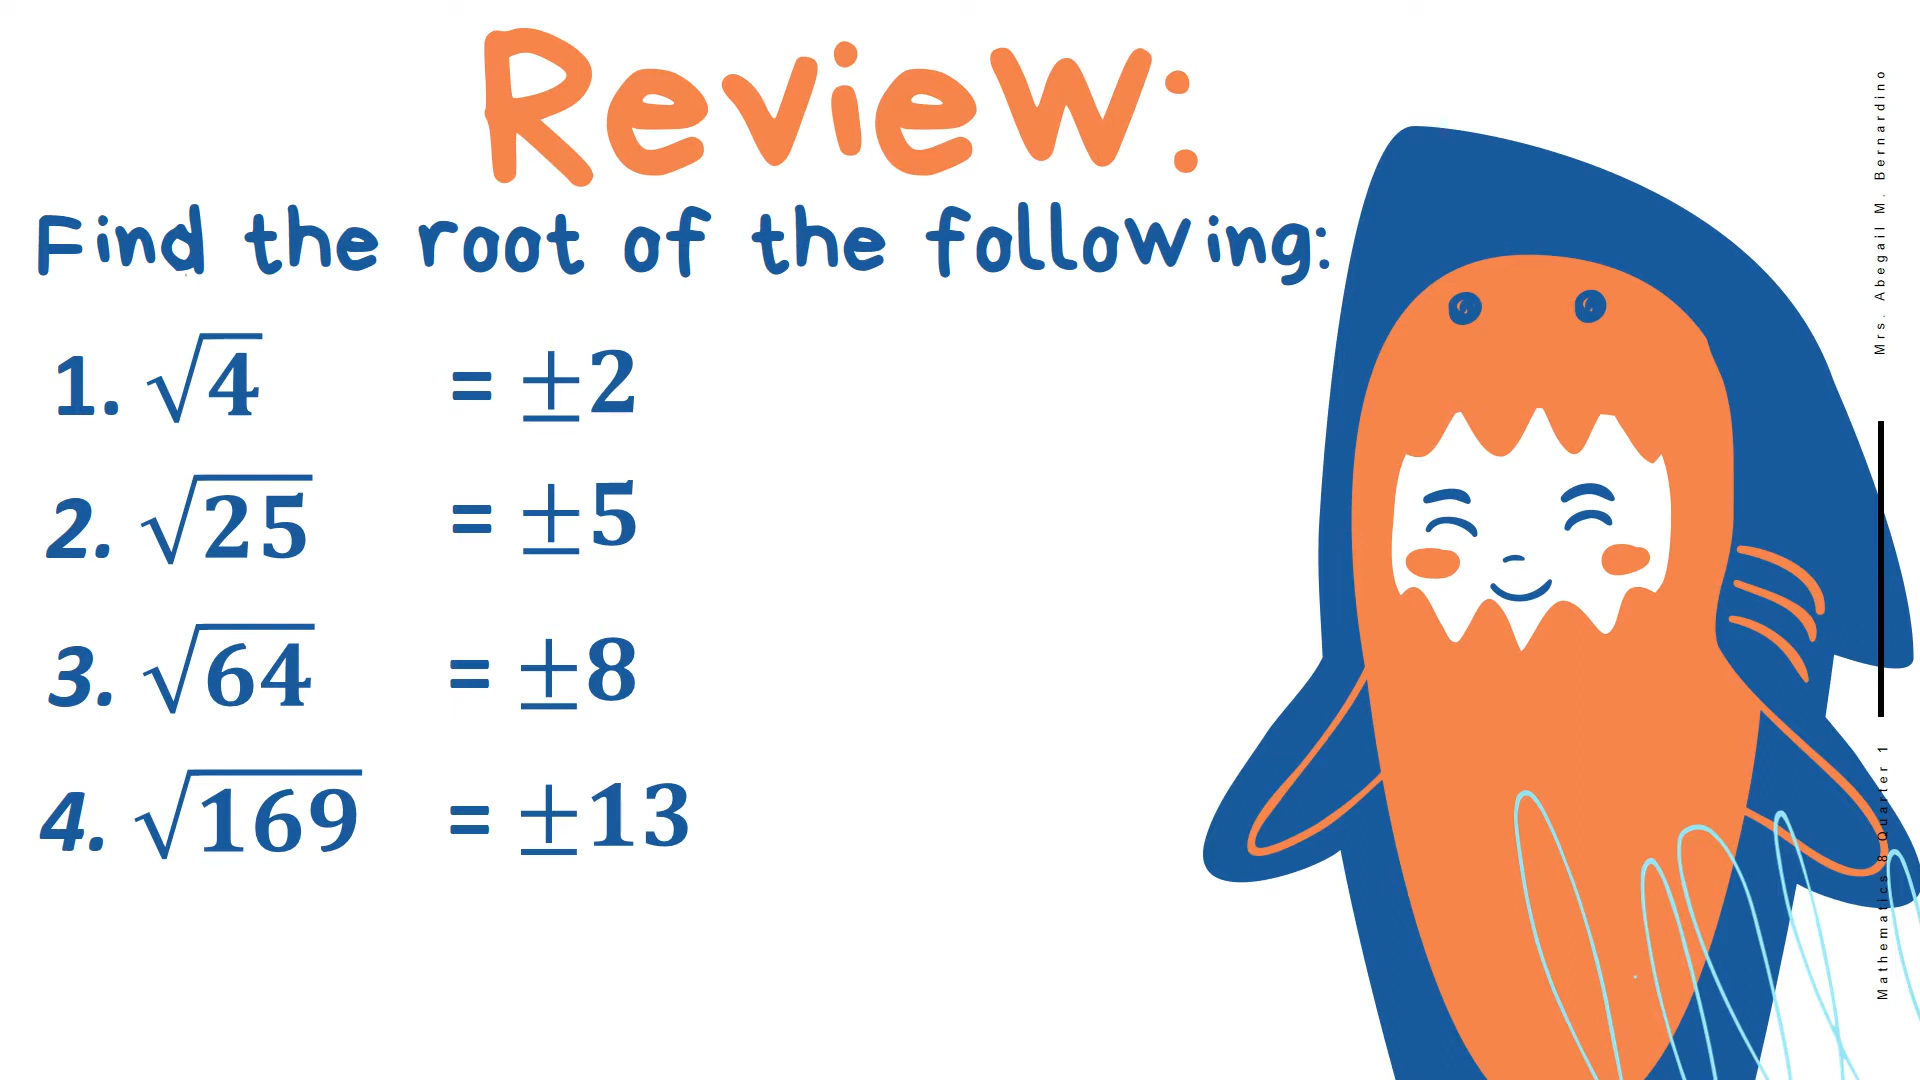 Review:
Find the root of the following:
1. √4 = ±2
2. √25 = ±5
3. √64 = ±8
4. √169 = ±13
Mrs. Abegail M. Bernardino
Mathematics 8 Quarter 1